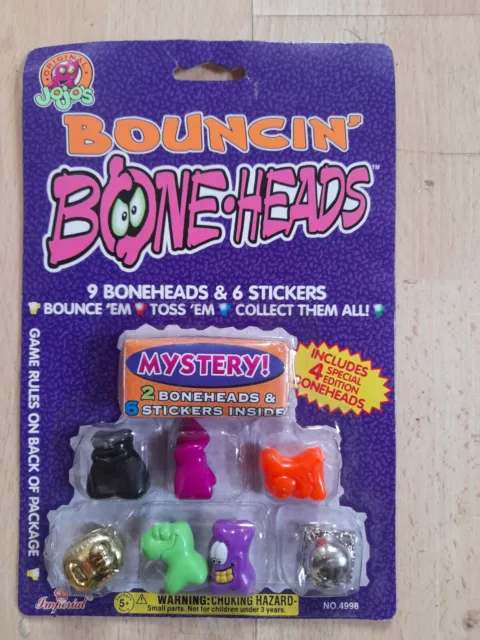 ORIGINAL
JoJo's
BOUNCIN'
BONE•HEADS™
9 BONEHEADS & 6 STICKERS
BOUNCE 'EM TOSS 'EM COLLECT THEM ALL!
MYSTERY!
2 BONEHEADS &
6 STICKERS INSIDE
INCLUDES
4 SPECIAL
EDITION
BONEHEADS
GAME RULES ON BACK OF PACKAGE
Imperial
5+
WARNING: CHOKING HAZARD-
Small parts. Not for children under 3 years.
NO. 4998